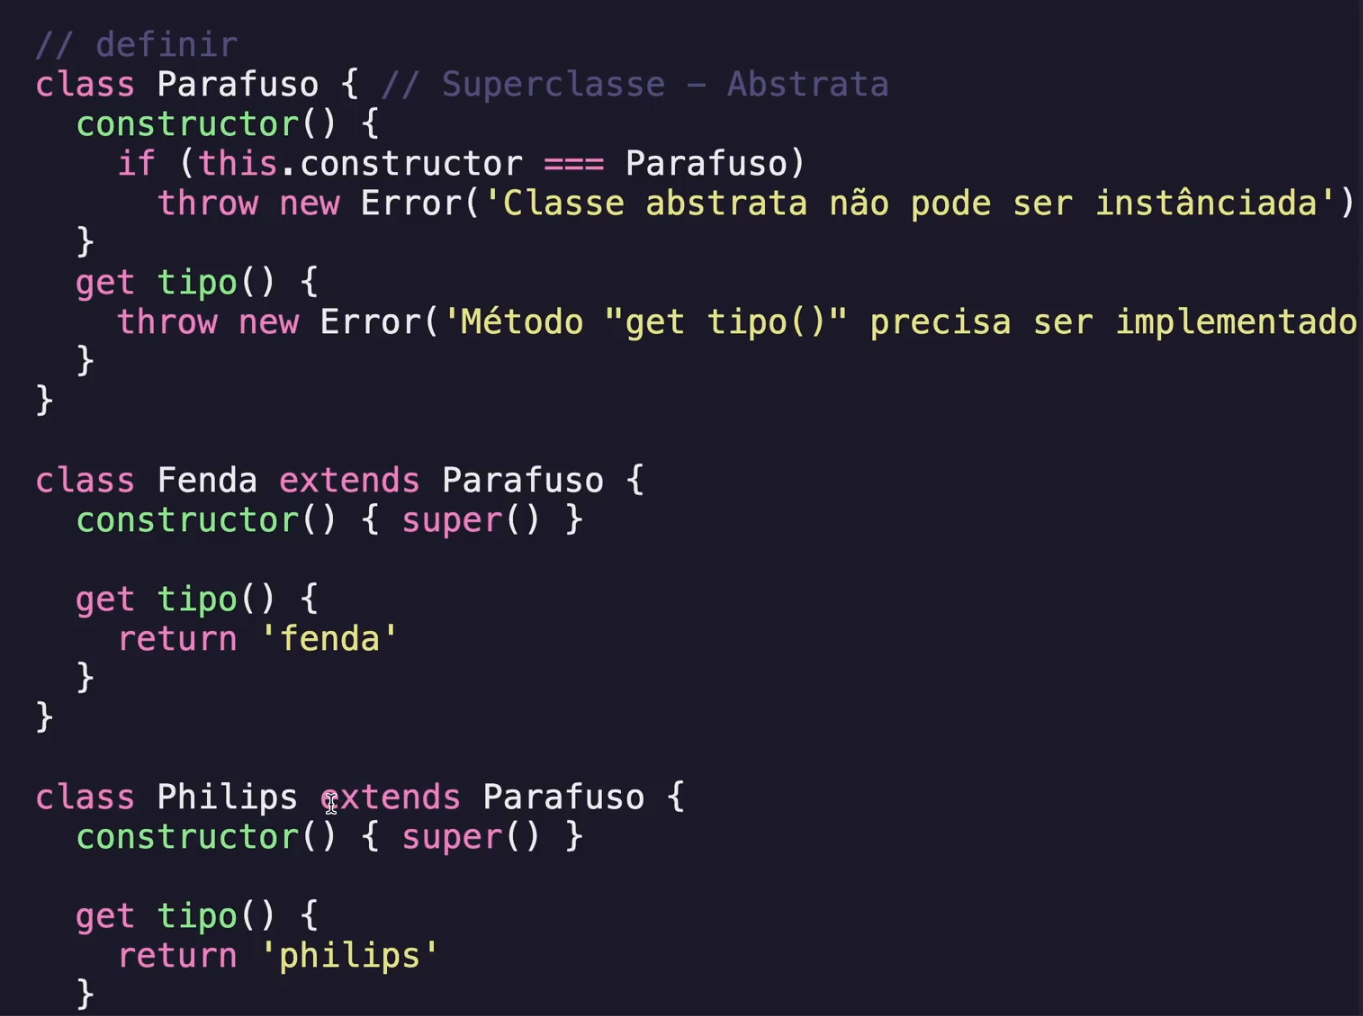 // definir
class Parafuso { // Superclasse – Abstrata
  constructor() {
    if (this.constructor === Parafuso)
      throw new Error('Classe abstrata não pode ser instânciada')
  }
  get tipo() {
    throw new Error('Método "get tipo()" precisa ser implementado
  }
}

class Fenda extends Parafuso {
  constructor() { super() }

  get tipo() {
    return 'fenda'
  }
}

class Philips extends Parafuso {
  constructor() { super() }

  get tipo() {
    return 'philips'
  }